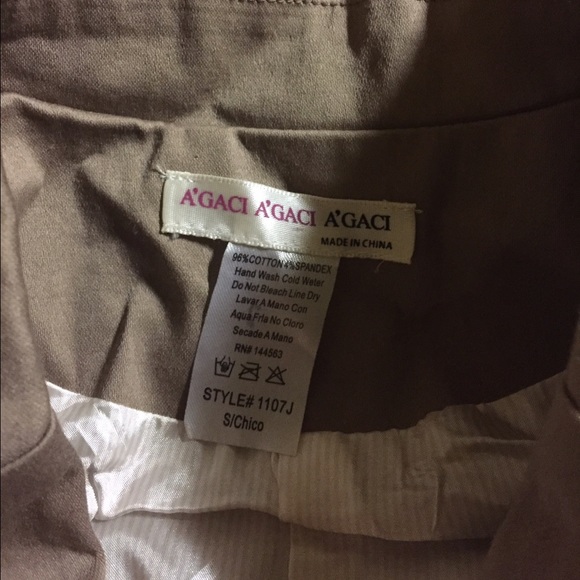 A'GACI A'GACI A'GACI
MADE IN CHINA
96%COTTON 4%SPANDEX
Hand Wash Cold Water
Do Not Bleach Line Dry
Lavar A Mano Con
Aqua Fria No Cloro
Secade A Mano
RN# 144563
STYLE# 1107J
S/Chico